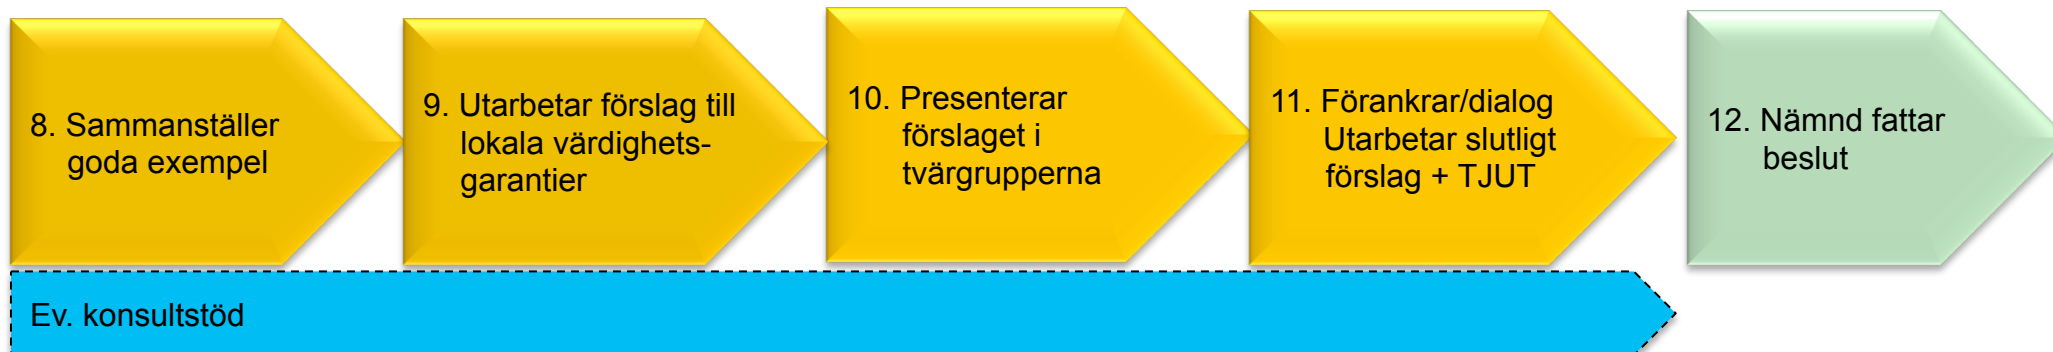 8. Sammanställer
goda exempel
9. Utarbetar förslag till
lokala värdighets-
garantier
10. Presenterar
förslaget i
tvärgrupperna
11. Förankrar/dialog
Utarbetar slutligt
förslag + TJUT
12. Nämnd fattar
beslut
Ev. konsultstöd